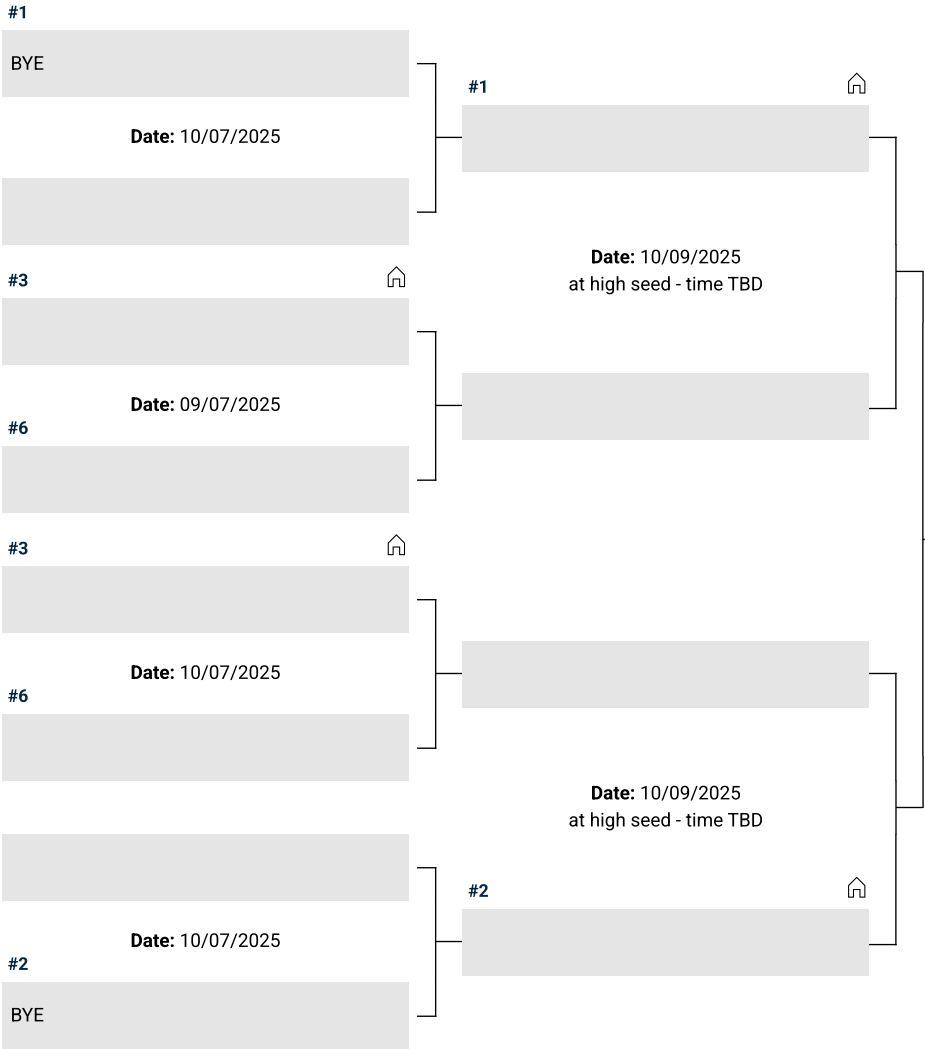 #1
BYE
Date: 10/07/2025
#3
Date: 09/07/2025
#6
#3
Date: 10/07/2025
#6
Date: 10/07/2025
#2
BYE
#1
Date: 10/09/2025
at high seed - time TBD
Date: 10/09/2025
at high seed - time TBD
#2